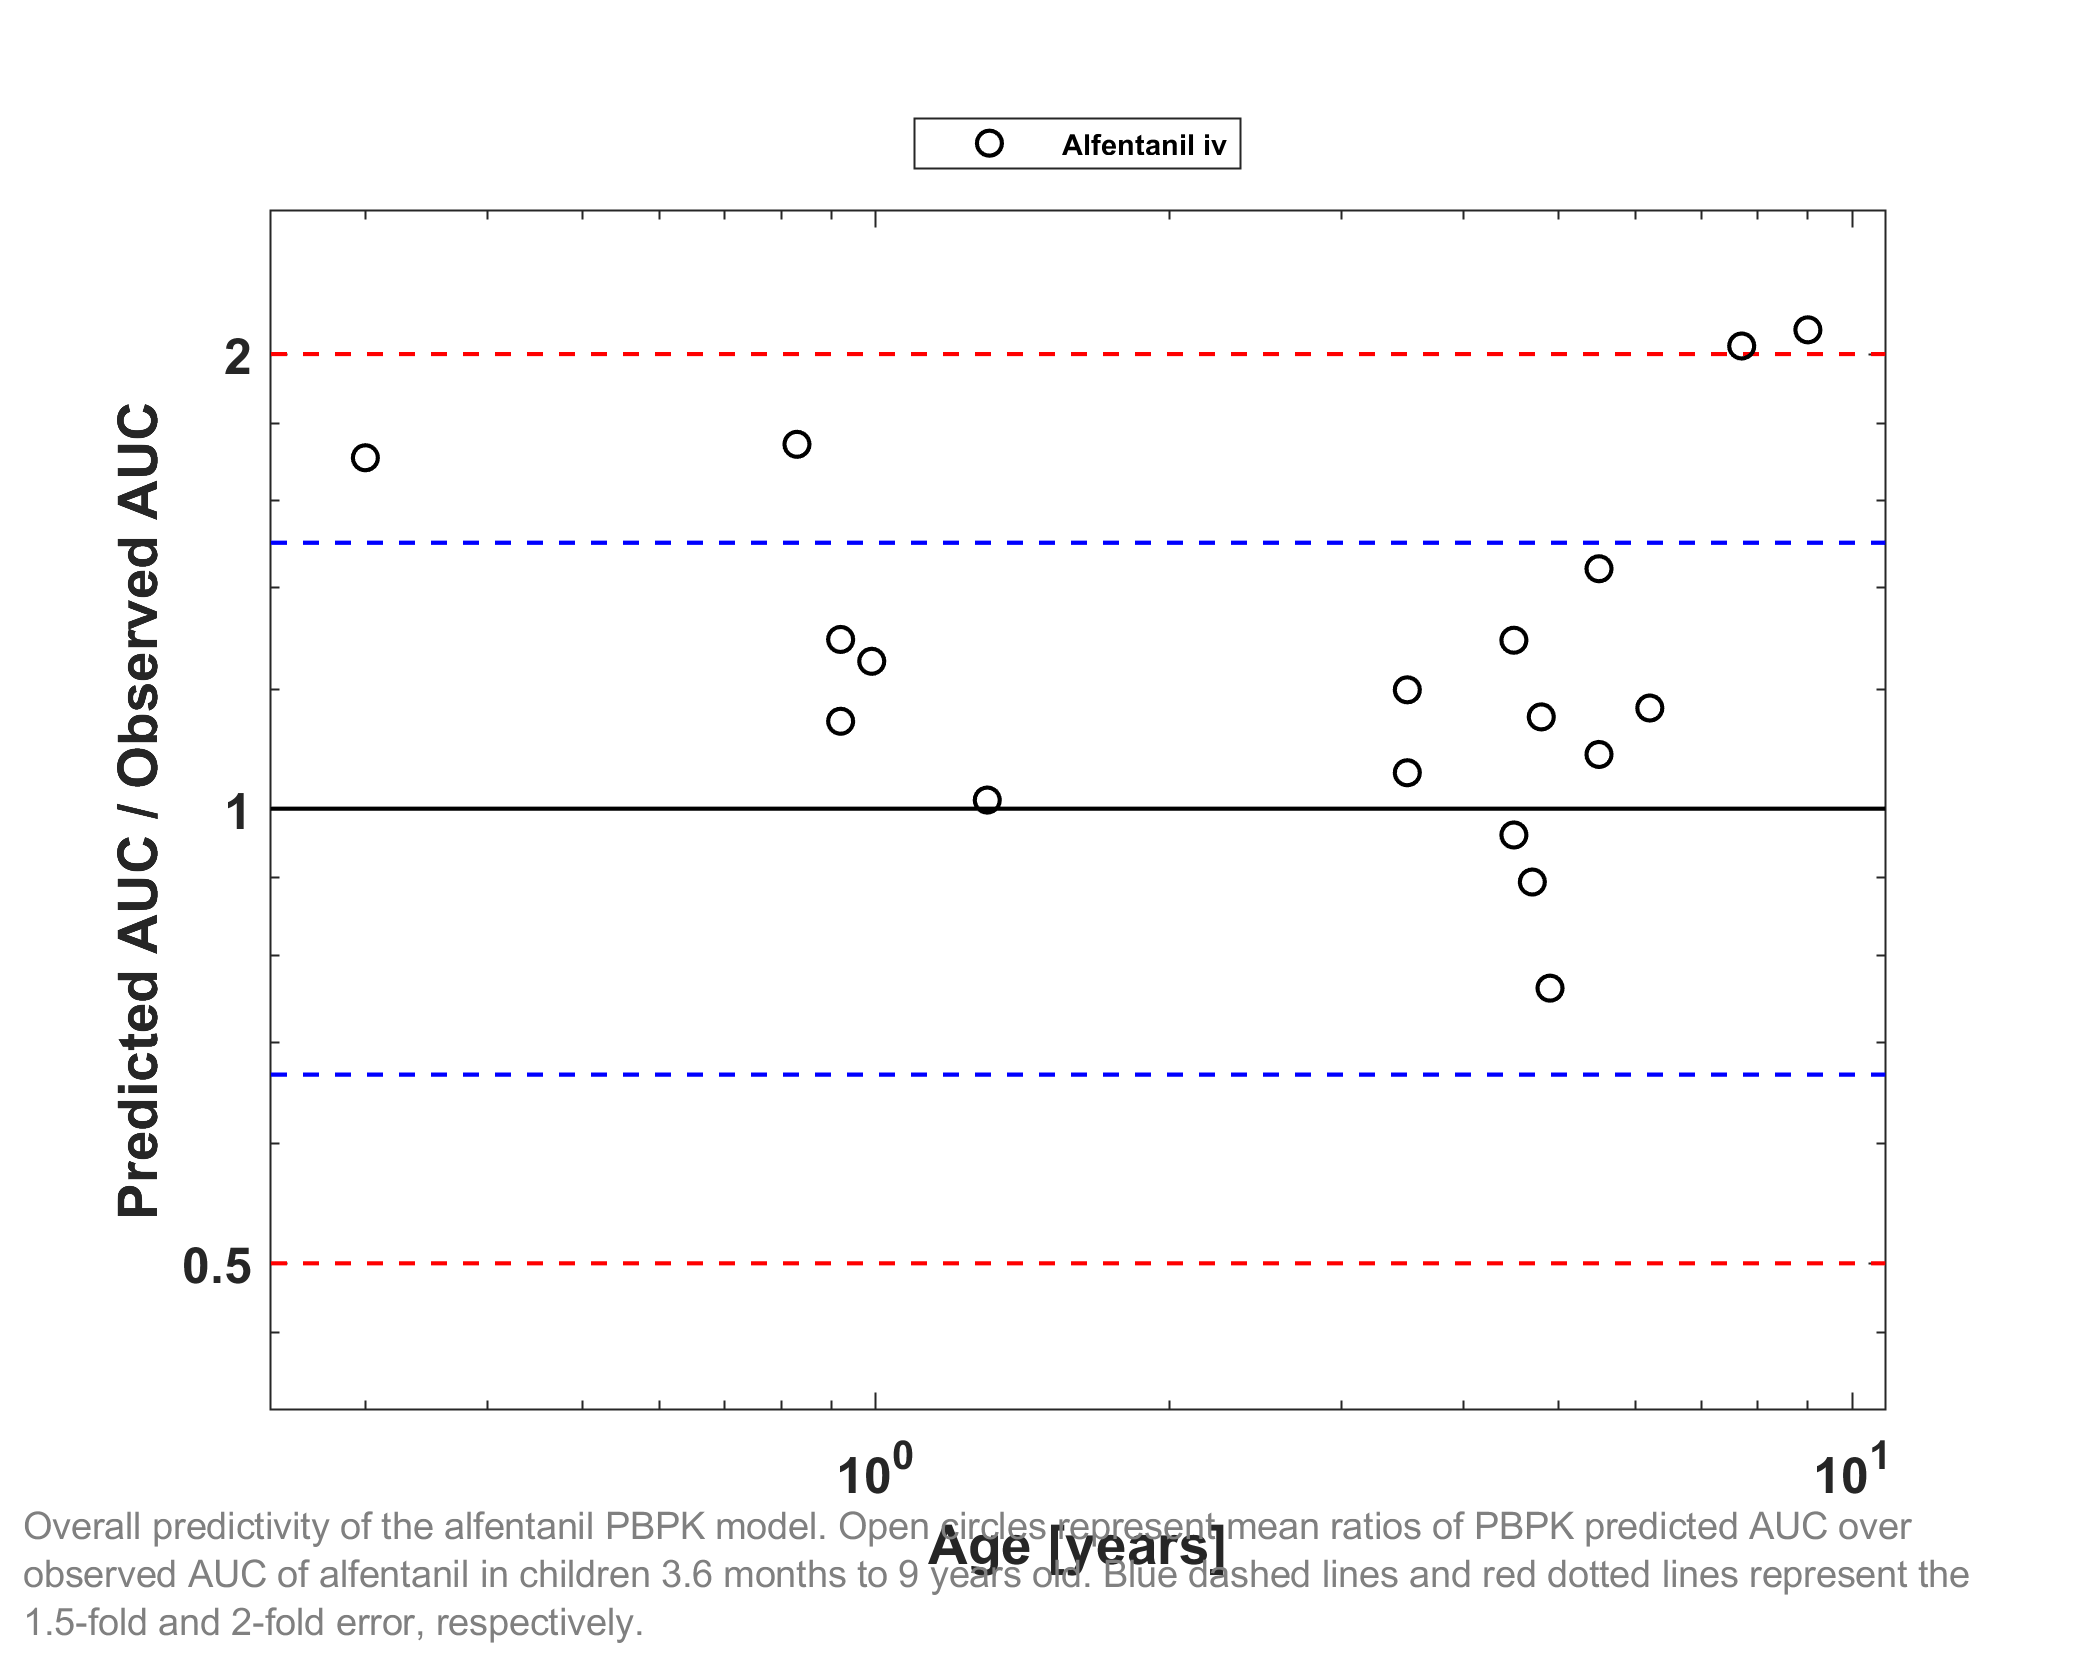 Alfentanil iv
Predicted AUC / Observed AUC
2
1
0.5
10^0
10^1
Age [years]
Overall predictivity of the alfentanil PBPK model. Open circles represent mean ratios of PBPK predicted AUC over
observed AUC of alfentanil in children 3.6 months to 9 years old. Blue dashed lines and red dotted lines represent the
1.5-fold and 2-fold error, respectively.